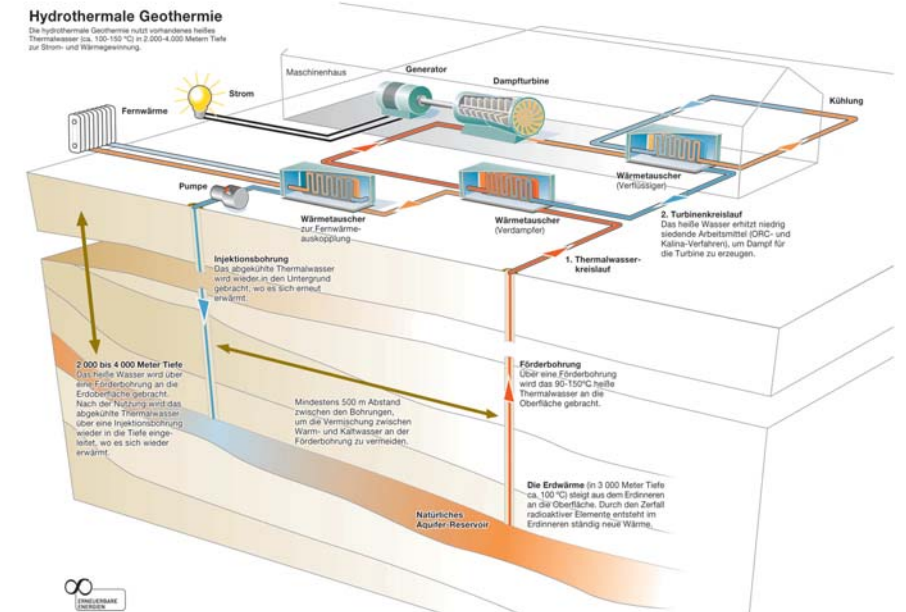 Hydrothermale Geothermie
Die hydrothermale Geothermie nutzt vorhandenes heißes
Thermalwasser (ca. 100-150 °C) in 2.000-4.000 Metern Tiefe
zur Strom- und Wärmegewinnung.
Maschinenhaus
Generator
Dampfturbine
Strom
Kühlung
Fernwärme
Wärmetauscher
(Verflüssiger)
Pumpe
Wärmetauscher
zur Fernwärme-
auskopplung
Wärmetauscher
(Verdampfer)
2. Turbinenkreislauf
Das heiße Wasser erhitzt niedrig
siedende Arbeitsmittel (ORC- und
Kalina-Verfahren), um Dampf für
die Turbine zu erzeugen.
1. Thermalwasser-
kreislauf
Injektionsbohrung
Das abgekühlte Thermalwasser
wird wieder in den Untergrund
gebracht, wo es sich erneut
erwärmt.
2 000 bis 4 000 Meter Tiefe
Das heiße Wasser wird über
eine Förderbohrung an die
Erdoberfläche gebracht.
Nach der Nutzung wird das
abgekühlte Thermalwasser
über eine Injektionsbohrung
wieder in die Tiefe einge-
leitet, wo es sich wieder
erwärmt.
Mindestens 500 m Abstand
zwischen den Bohrungen,
um die Vermischung zwischen
Warm- und Kaltwasser an der
Förderbohrung zu vermeiden.
Förderbohrung
Über eine Förderbohrung
wird das 90-150°C heiße
Thermalwasser an die
Oberfläche gebracht.
Die Erdwärme (in 3 000 Meter Tiefe
ca. 100 °C) steigt aus dem Erdinneren
an die Oberfläche. Durch den Zerfall
radioaktiver Elemente entsteht im
Erdinneren ständig neue Wärme.
Natürliches
Aquifer-Reservoir
ERNEUERBARE
ENERGIEN